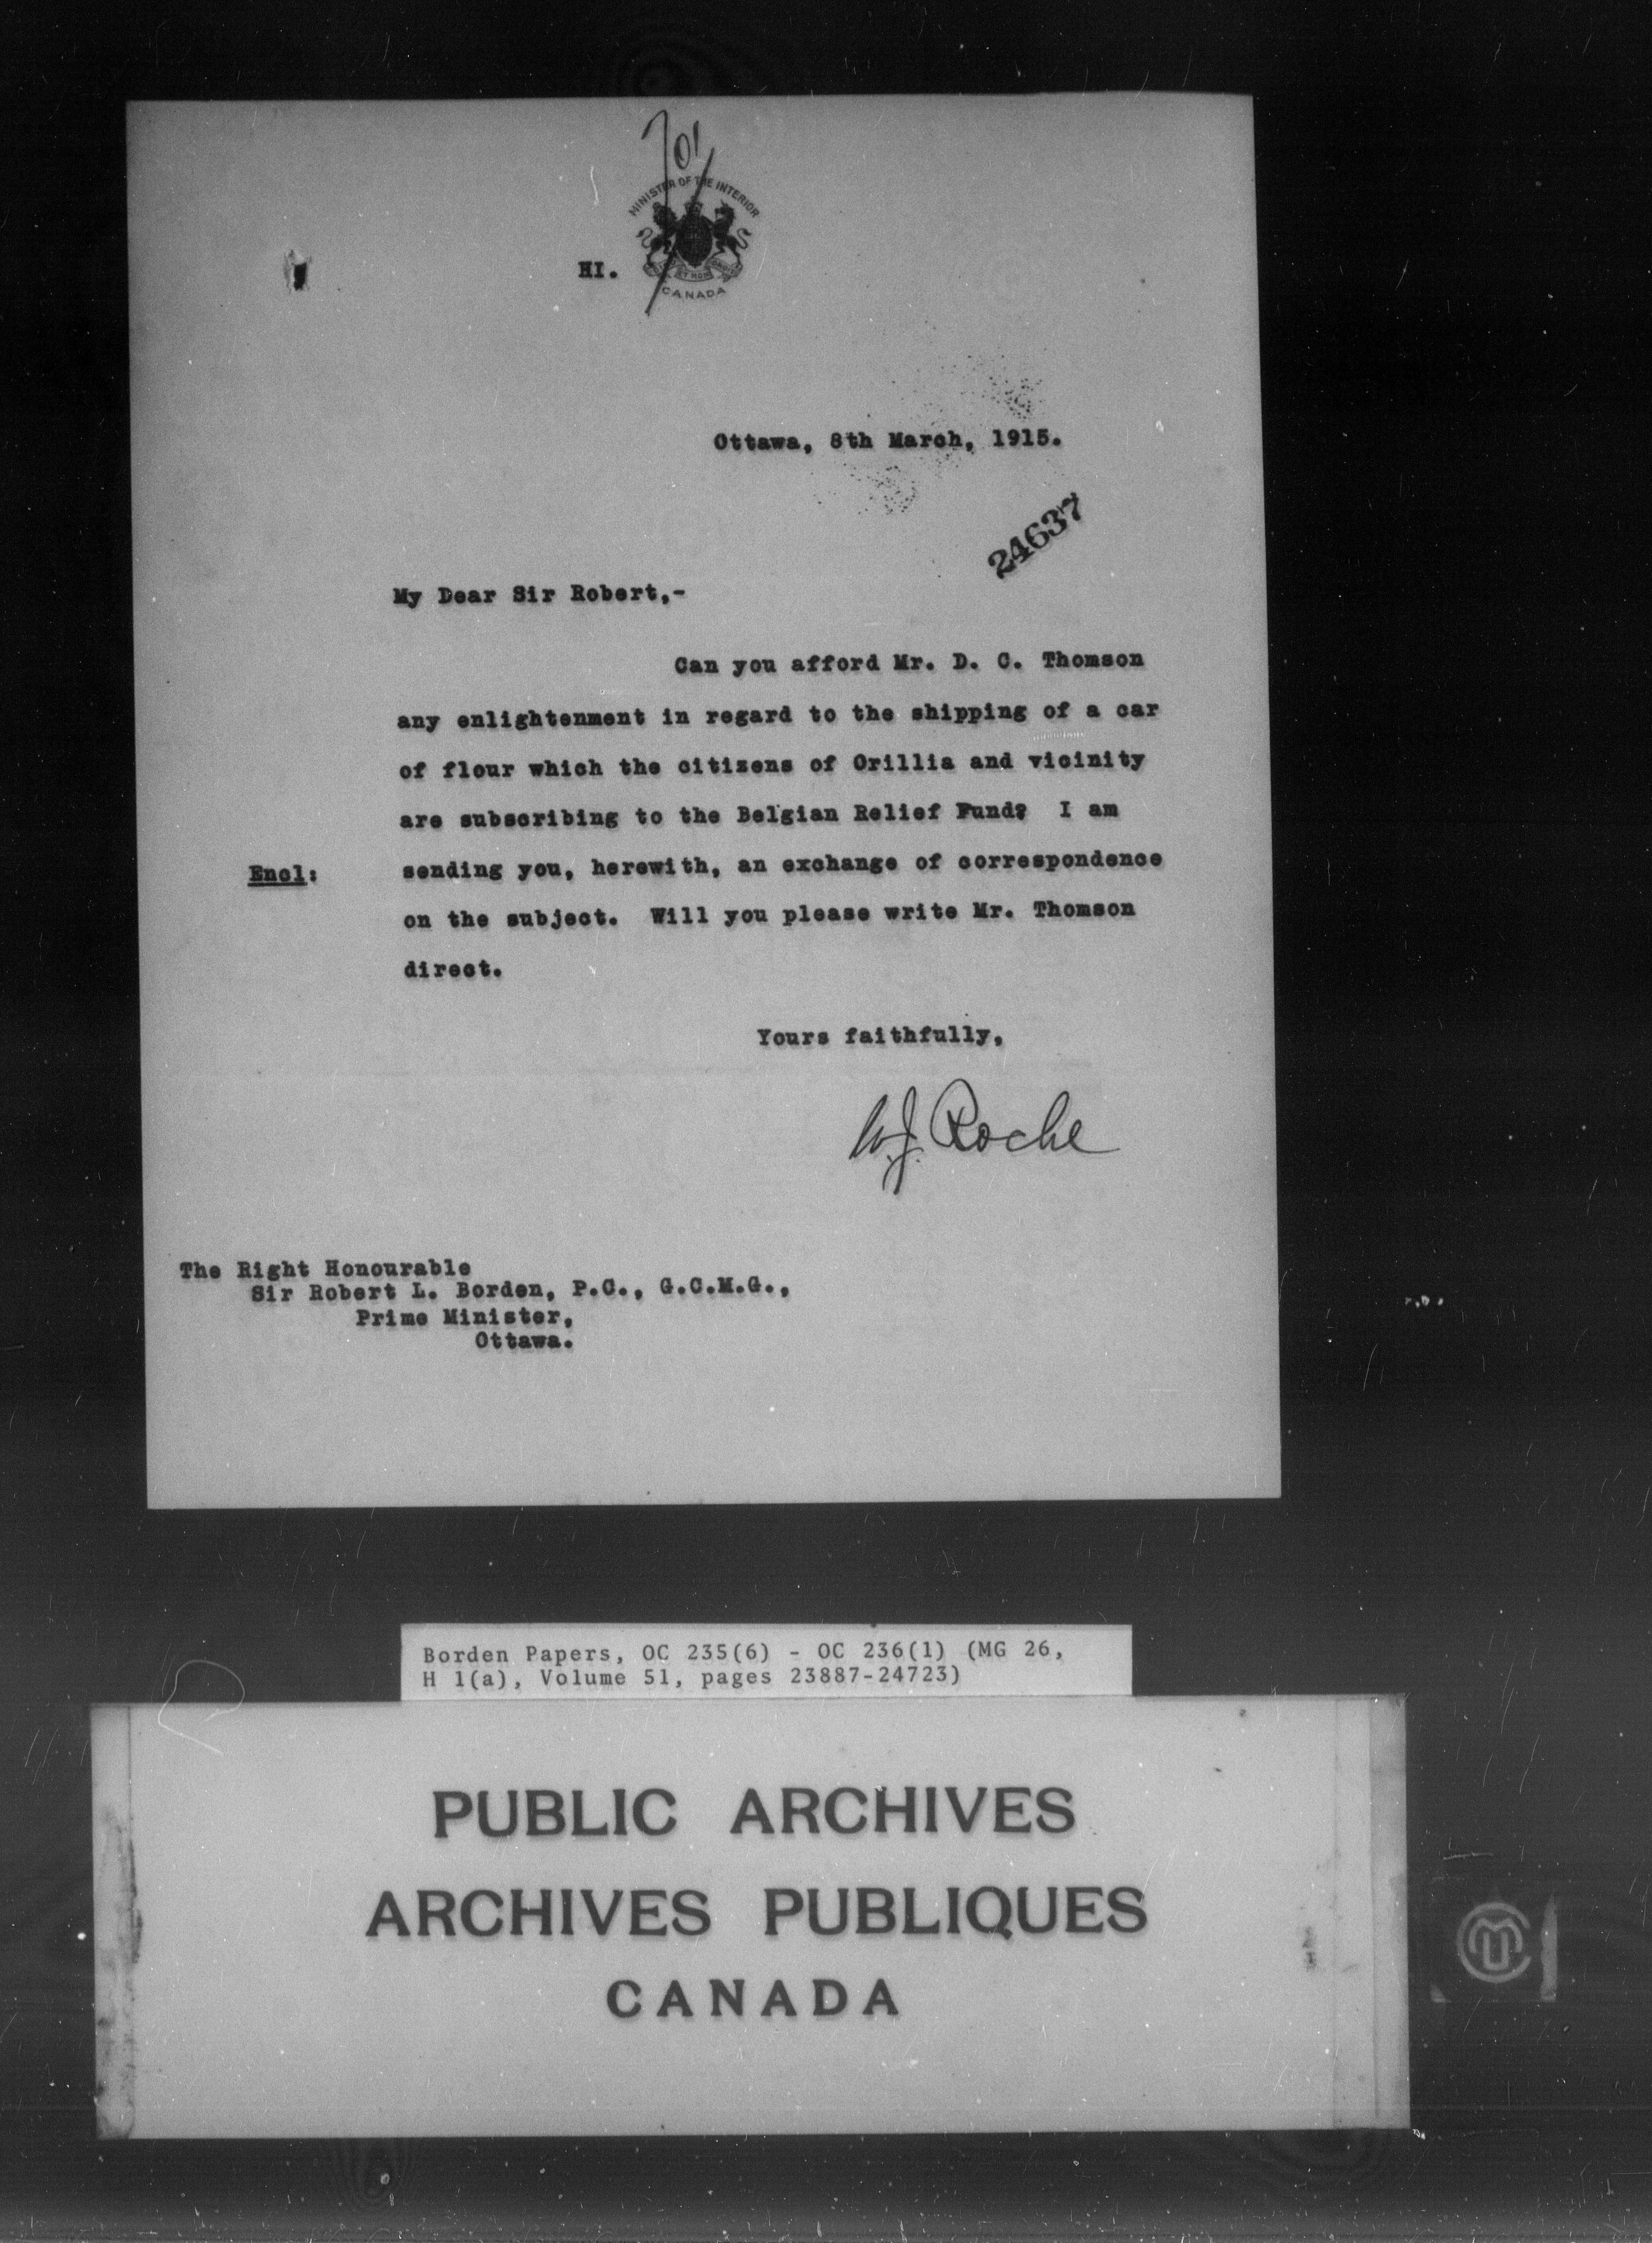 701
MINISTER OF THE INTERIOR
HI.
CANADA
Ottawa, 8th March, 1915.
24637
My Dear Sir Robert,-
Can you afford Mr. D. C. Thomson
any enlightenment in regard to the shipping of a car
of flour which the citizens of Orillia and vicinity
are subscribing to the Belgian Relief Fund? I am
Encl: sending you, herewith, an exchange of correspondence
on the subject. Will you please write Mr. Thomson
direct.
Yours faithfully,
W.J. Roche
The Right Honourable
Sir Robert L. Borden, P.C., G.C.M.G.,
Prime Minister,
Ottawa.
Borden Papers, OC 235(6) - OC 236(1) (MG 26,
H 1(a), Volume 51, pages 23887-24723)
PUBLIC ARCHIVES
ARCHIVES PUBLIQUES
CANADA